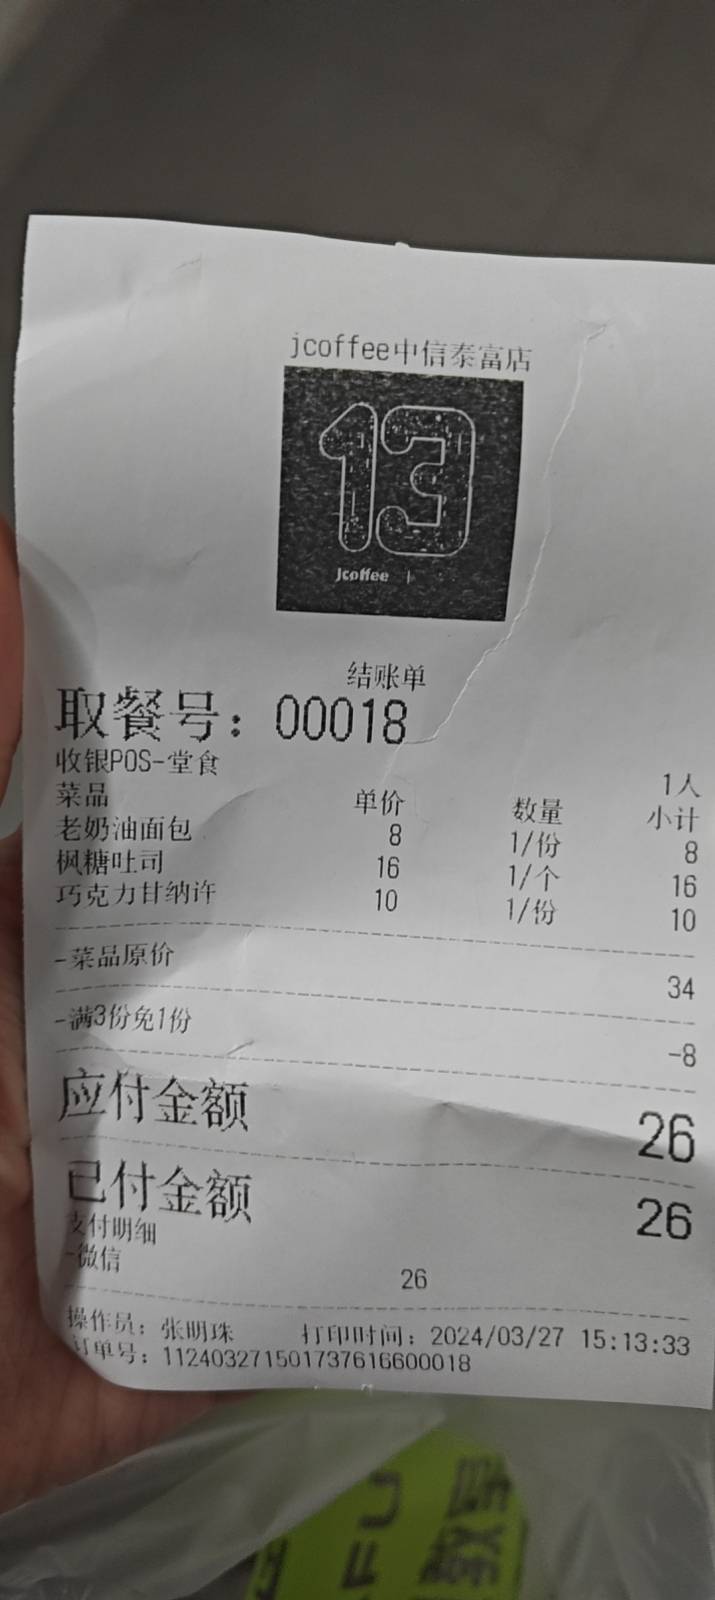 jcoffee中信泰富店
13
Jcoffee |
结账单
取餐号：00018
收银POS-堂食 1人
菜品 单价 数量 小计
老奶油面包 8 1/份 8
枫糖吐司 16 1/个 16
巧克力甘纳许 10 1/份 10
-菜品原价 34
-满3份免1份 -8
应付金额 26
已付金额 26
支付明细
-微信 26
操作员：张明珠 打印时间：2024/03/27 15:13:33
订单号：1124032715017376166​00018